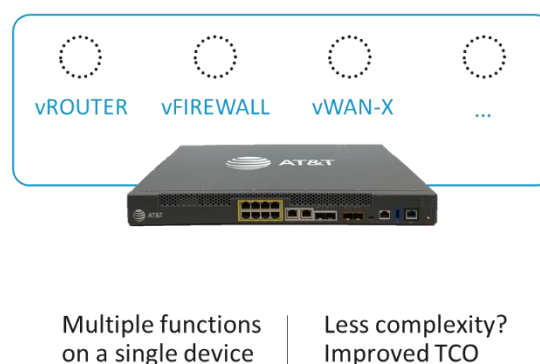 vROUTER
vFIREWALL
vWAN-X
...
AT&T
AT&T
Multiple functions
on a single device
Less complexity?
Improved TCO